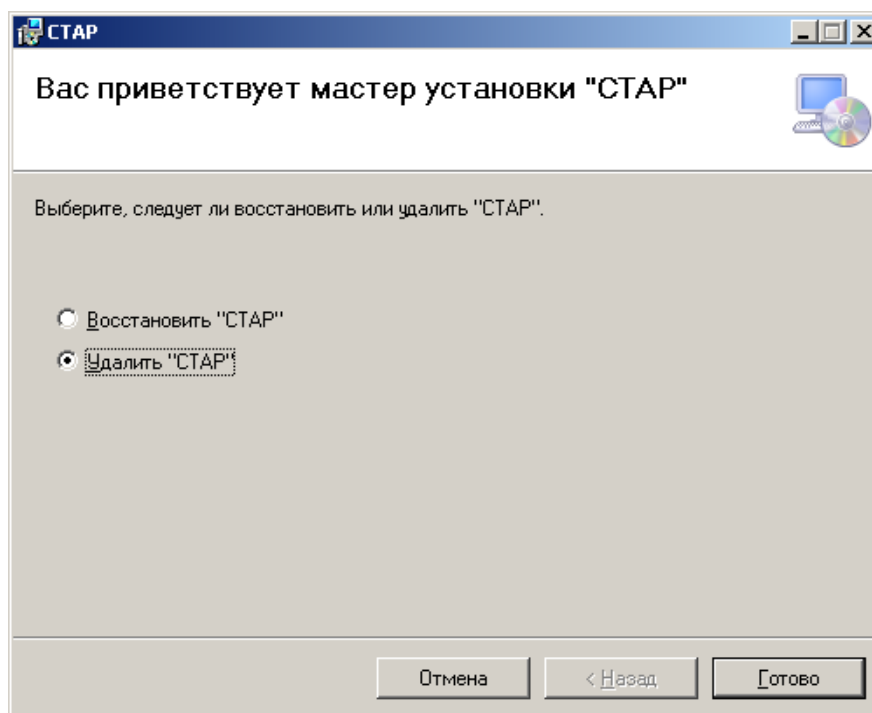 СТАР
Вас приветствует мастер установки "СТАР"
Выберите, следует ли восстановить или удалить "СТАР".
Восстановить "СТАР"
Удалить "СТАР"
Отмена
< Назад
Готово